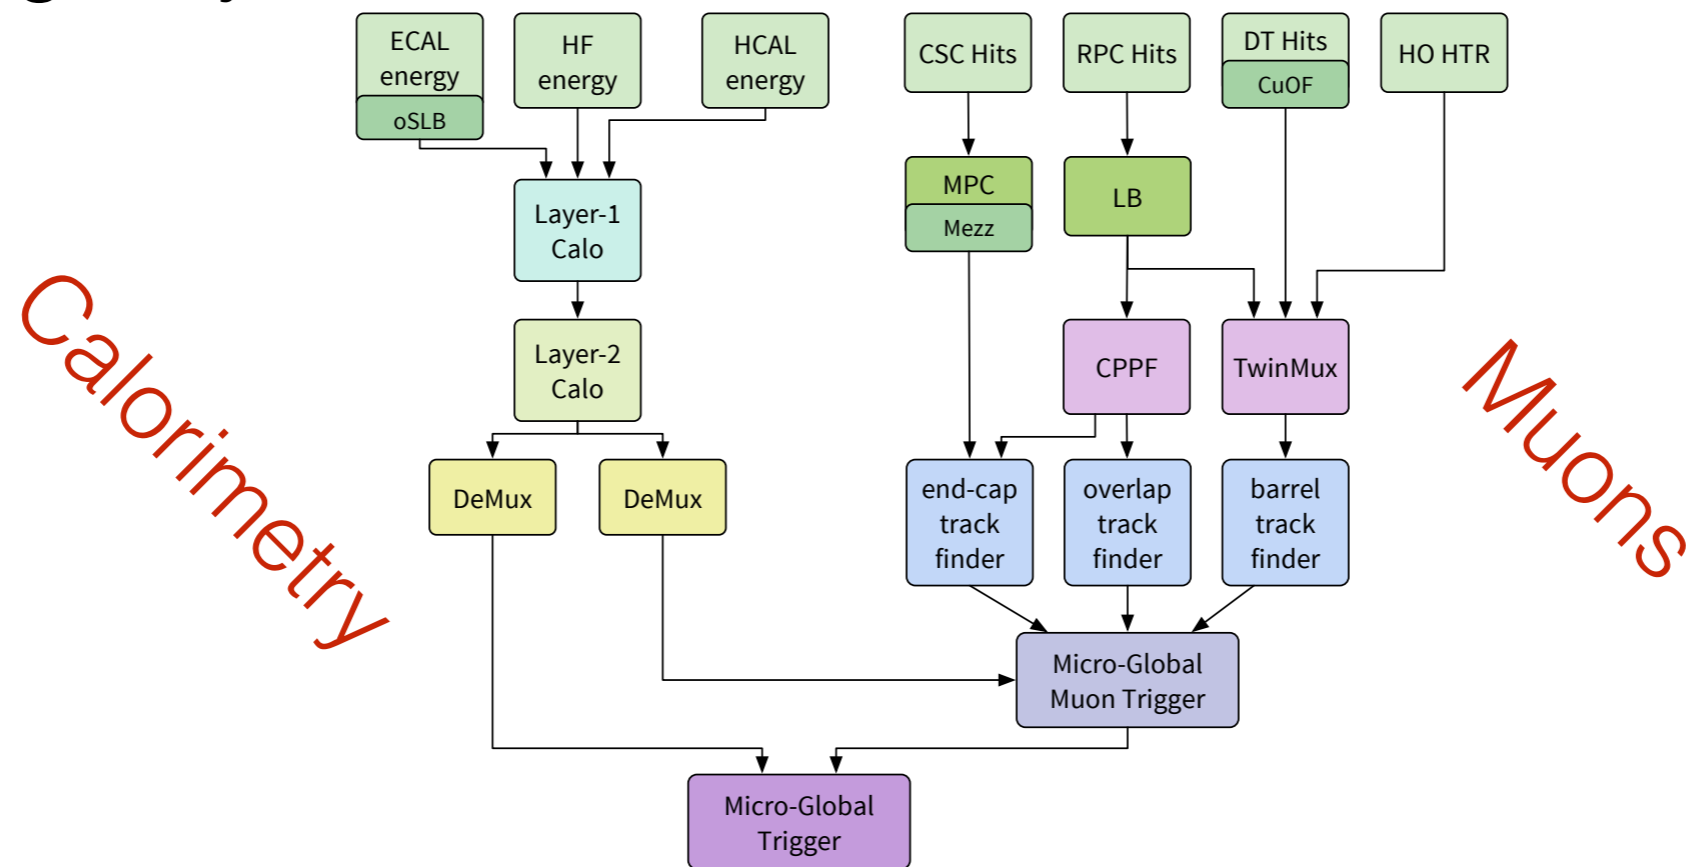 ECAL
energy
oSLB
HF
energy
HCAL
energy
CSC Hits
RPC Hits
DT Hits
CuOF
HO HTR
MPC
Mezz
LB
Layer-1
Calo
Layer-2
Calo
CPPF
TwinMux
Calorimetry
Muons
DeMux
DeMux
end-cap
track
finder
overlap
track
finder
barrel
track
finder
Micro-Global
Muon Trigger
Micro-Global
Trigger